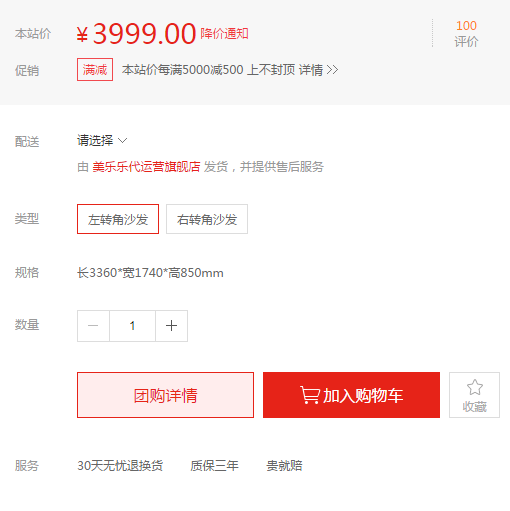 本站价 ¥ 3999.00 降价通知 100
评价
促销 满减 本站价每满5000减500 上不封顶 详情 >>
配送 请选择
由 美乐乐代运营旗舰店 发货，并提供售后服务
类型 左转角沙发 右转角沙发
规格 长3360*宽1740*高850mm
数量 — 1 +
团购详情 加入购物车 收藏
服务 30天无忧退换货 质保三年 贵就赔